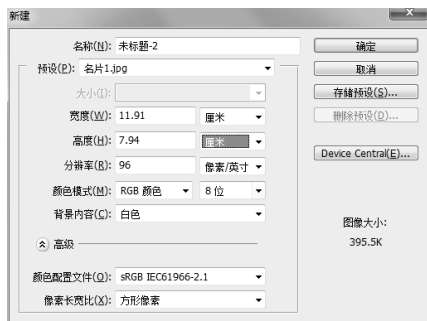 新建
名称(N): 未标题-2 确定
预设(P): 名片1.jpg 取消
大小(I): 存储预设(S)...
宽度(W): 11.91 厘米 删除预设(D)...
高度(H): 7.94 厘米
分辨率(R): 96 像素/英寸 Device Central(E)...
颜色模式(M): RGB 颜色 8 位
背景内容(C): 白色 图像大小:
高级 395.5K
颜色配置文件(O): sRGB IEC61966-2.1
像素长宽比(X): 方形像素